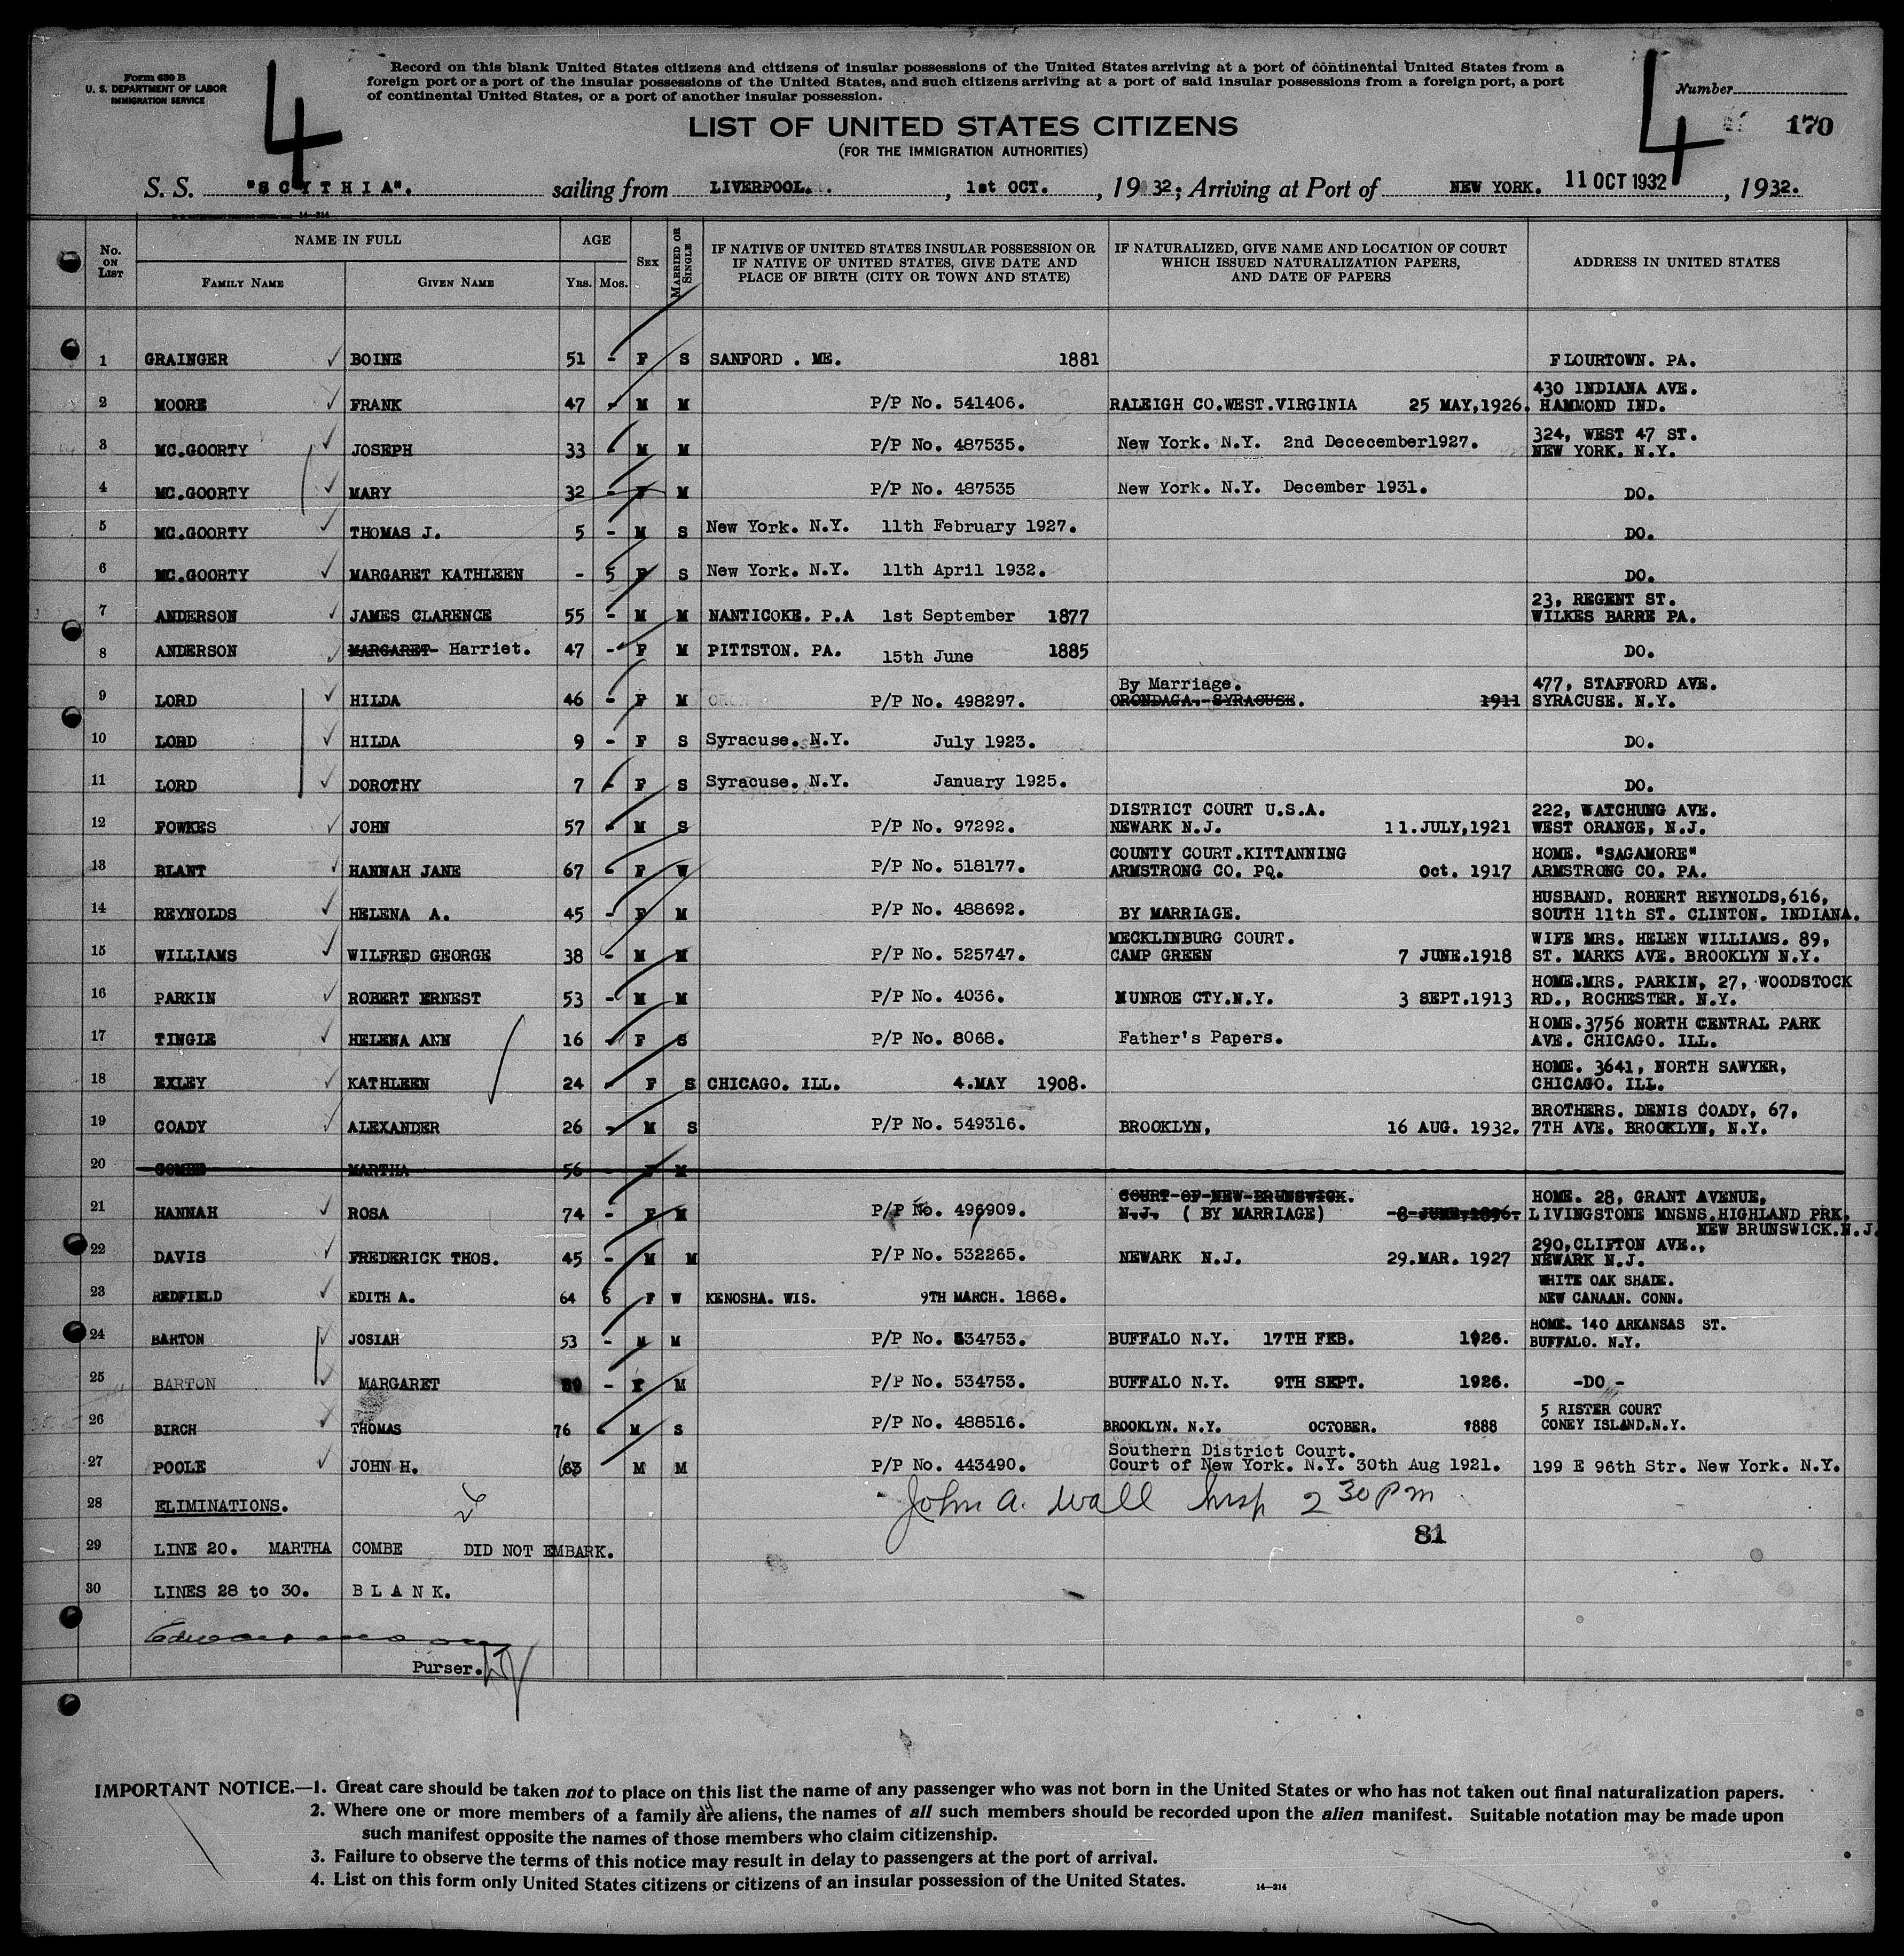 Form 630 B
U. S. DEPARTMENT OF LABOR
IMMIGRATION SERVICE
4
Record on this blank United States citizens and citizens of insular possessions of the United States arriving at a port of continental United States from a
foreign port or a port of the insular possessions of the United States, and such citizens arriving at a port of said insular possessions from a foreign port, a port
of continental United States, or a port of another insular possession.
4
Number
170
LIST OF UNITED STATES CITIZENS
(FOR THE IMMIGRATION AUTHORITIES)
S. S. "SCYTHIA". sailing from LIVERPOOL. , 1st OCT. , 1932; Arriving at Port of NEW YORK. 11 OCT 1932 , 1932.
14-214
No. ON LIST
NAME IN FULL
FAMILY NAME
GIVEN NAME
AGE
YRS.
MOS.
SEX
MARRIED OR SINGLE
IF NATIVE OF UNITED STATES INSULAR POSSESSION OR
IF NATIVE OF UNITED STATES, GIVE DATE AND
PLACE OF BIRTH (CITY OR TOWN AND STATE)
IF NATURALIZED, GIVE NAME AND LOCATION OF COURT
WHICH ISSUED NATURALIZATION PAPERS,
AND DATE OF PAPERS
ADDRESS IN UNITED STATES
1 GRAINGER BOINE 51 - F S SANFORD . ME. 1881 FLOURTOWN. PA.
2 MOORE FRANK 47 - M M P/P No. 541406. RALEIGH CO.WEST.VIRGINIA 25 MAY,1926. 430 INDIANA AVE.
HAMMOND IND.
3 MC.GOORTY JOSEPH 33 - M M P/P No. 487535. New York. N.Y. 2nd Dececember1927. 324, WEST 47 ST.
NEW YORK. N.Y.
4 MC.GOORTY MARY 32 - F M P/P No. 487535 New York. N.Y. December 1931. DO.
5 MC.GOORTY THOMAS J. 5 - M S New York. N.Y. 11th February 1927. DO.
6 MC.GOORTY MARGARET KATHLEEN - 5 F S New York. N.Y. 11th April 1932. DO.
7 ANDERSON JAMES CLARENCE 55 - M M NANTICOKE. P.A 1st September 1877 23, REGENT ST.
WILKES BARRE PA.
8 ANDERSON MARGARET Harriet. 47 - F M PITTSTON. PA. 15th June 1885 DO.
9 LORD HILDA 46 - F M P/P No. 498297. By Marriage.
ORONDAGA. SYRACUSE. 1911 477, STAFFORD AVE.
SYRACUSE. N.Y.
10 LORD HILDA 9 - F S Syracuse. N.Y. July 1923. DO.
11 LORD DOROTHY 7 - F S Syracuse. N.Y. January 1925. DO.
12 FOWKES JOHN 57 - M S P/P No. 97292. DISTRICT COURT U.S.A.
NEWARK N.J. 11.JULY,1921 222, WATCHUNG AVE.
WEST ORANGE, N.J.
13 BLANT HANNAH JANE 67 - F W P/P No. 518177. COUNTY COURT.KITTANNING
ARMSTRONG CO. PQ. Oct. 1917 HOME. "SAGAMORE"
ARMSTRONG CO. PA.
14 REYNOLDS HELENA A. 45 - F M P/P No. 488692. BY MARRIAGE. HUSBAND. ROBERT REYNOLDS,616,
SOUTH 11th ST. CLINTON. INDIANA.
15 WILLIAMS WILFRED GEORGE 38 - M M P/P No. 525747. MECKLINBURG COURT.
CAMP GREEN 7 JUNE.1918 WIFE MRS. HELEN WILLIAMS. 89,
ST. MARKS AVE. BROOKLYN N.Y.
16 PARKIN ROBERT ERNEST 53 - M M P/P No. 4036. MUNROE CTY.N.Y. 3 SEPT.1913 HOME.MRS. PARKIN, 27, WOODSTOCK
RD., ROCHESTER. N.Y.
17 TINGLE HELENA ANN 16 - F S P/P No. 8068. Father's Papers. HOME.3756 NORTH CENTRAL PARK
AVE. CHICAGO. ILL.
18 EXLEY KATHLEEN 24 - F S CHICAGO. ILL. 4.MAY 1908. HOME. 3641, NORTH SAWYER,
CHICAGO. ILL.
19 COADY ALEXANDER 26 - M S P/P No. 549316. BROOKLYN, 16 AUG. 1932. BROTHERS. DENIS COADY, 67,
7TH AVE. BROOKLYN, N.Y.
20 COMBE MARTHA 56 - F M
21 HANNAH ROSA 74 - F M P/P No. 496909. COURT-OF-NEW-BRUNSWICK.
N.J. ( BY MARRIAGE) 8-JUNE,1896. HOME. 28, GRANT AVENUE,
LIVINGSTONE MNSNS.HIGHLAND PRK.
NEW BRUNSWICK.N.J.
22 DAVIS FREDERICK THOS. 45 - M M P/P No. 532265. NEWARK N.J. 29.MAR. 1927 290,CLIFTON AVE.,
NEWARK N.J.
23 REDFIELD EDITH A. 64 6 F W KENOSHA. WIS. 9TH MARCH. 1868. WHITE OAK SHADE.
NEW CANAAN. CONN.
24 BARTON JOSIAH 53 - M M P/P No. 534753. BUFFALO N.Y. 17TH FEB. 1926. HOME. 140 ARKANSAS ST.
BUFFALO. N.Y.
25 BARTON MARGARET - F M P/P No. 534753. BUFFALO N.Y. 9TH SEPT. 1926. -DO -
26 BIRCH THOMAS 76 - M S P/P No. 488516. BROOKLYN. N.Y. OCTOBER. 1888 5 RISTER COURT
CONEY ISLAND.N.Y.
27 POOLE JOHN H. 63 M M P/P No. 443490. Southern District Court.
Court of New York. N.Y. 30th Aug 1921. 199 E 96th Str. New York. N.Y.
28 ELIMINATIONS. John A. Wall Insp 2 30 pm
81
29 LINE 20. MARTHA COMBE DID NOT EMBARK.
30 LINES 28 to 30. BLANK.
Purser.
IMPORTANT NOTICE.—1. Great care should be taken not to place on this list the name of any passenger who was not born in the United States or who has not taken out final naturalization papers.
2. Where one or more members of a family are aliens, the names of all such members should be recorded upon the alien manifest. Suitable notation may be made upon
such manifest opposite the names of those members who claim citizenship.
3. Failure to observe the terms of this notice may result in delay to passengers at the port of arrival.
4. List on this form only United States citizens or citizens of an insular possession of the United States.
14—214